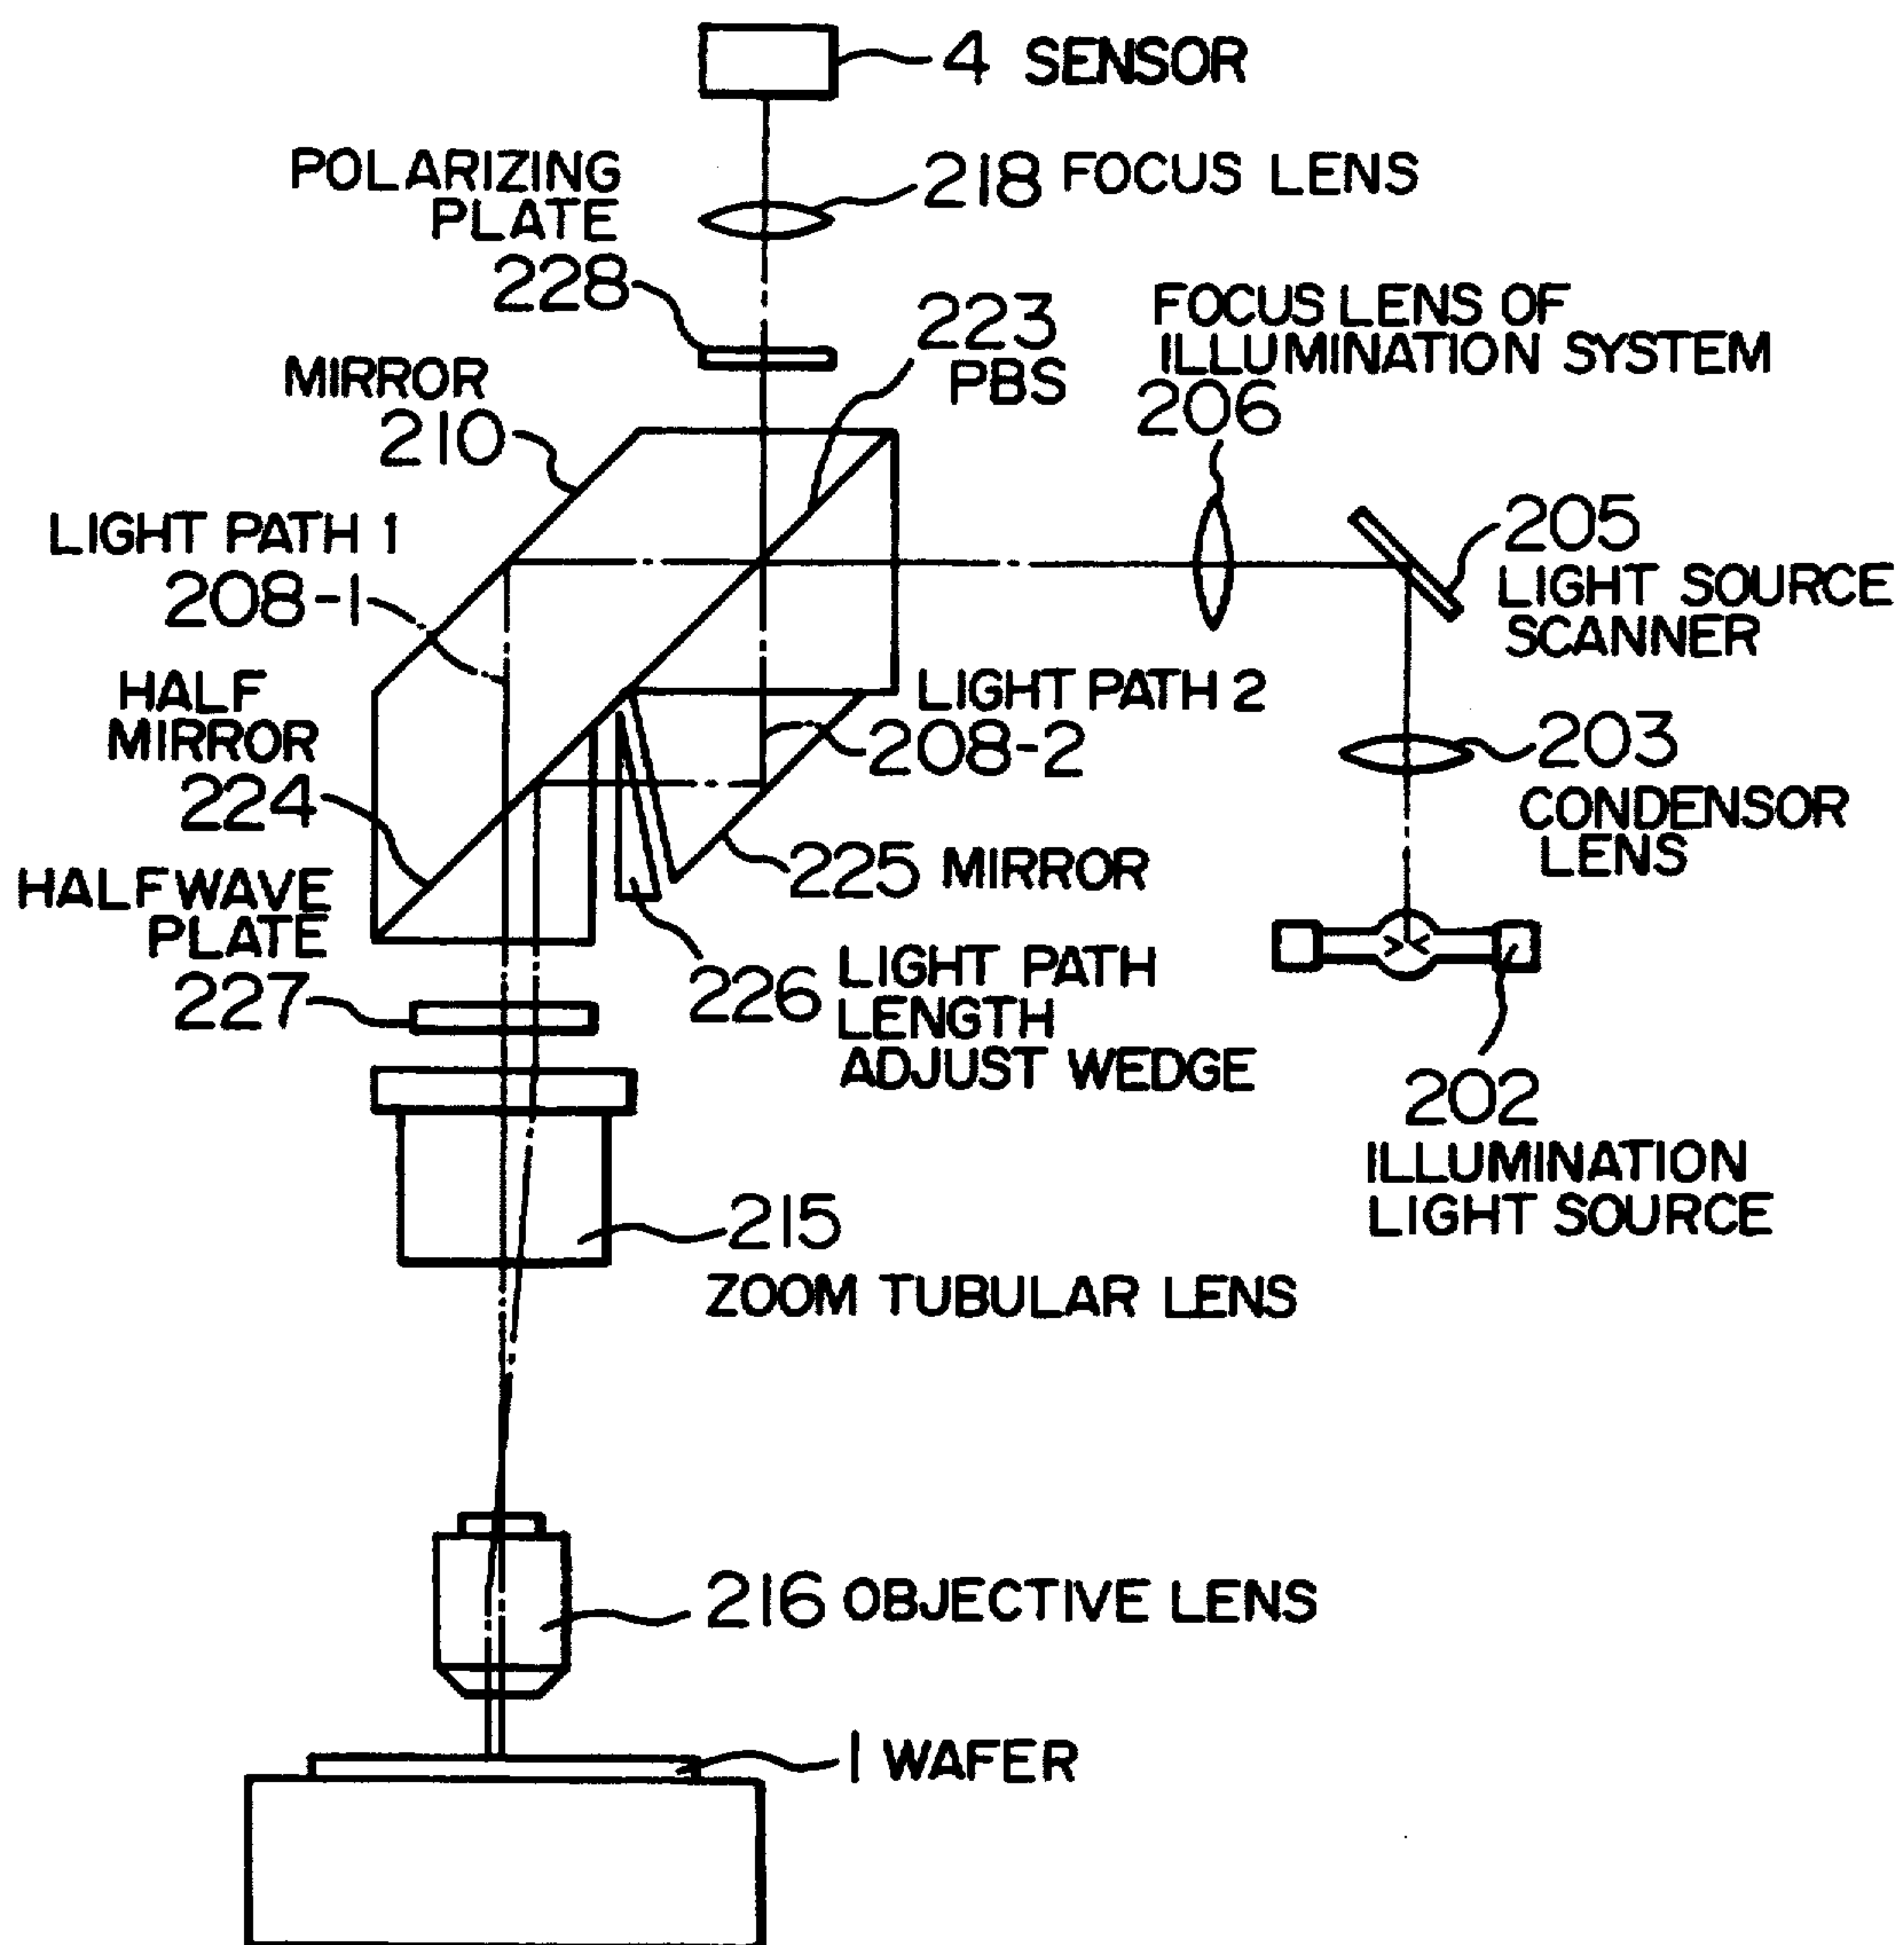 4 SENSOR
POLARIZING
PLATE
228
218 FOCUS LENS
223
PBS
FOCUS LENS OF
ILLUMINATION SYSTEM
206
MIRROR
210
LIGHT PATH 1
208-1
205
LIGHT SOURCE
SCANNER
HALF
MIRROR
224
LIGHT PATH 2
208-2
203
CONDENSOR
LENS
225 MIRROR
HALF WAVE
PLATE
227
226 LIGHT PATH
LENGTH
ADJUST WEDGE
202
ILLUMINATION
LIGHT SOURCE
215
ZOOM TUBULAR LENS
216 OBJECTIVE LENS
1 WAFER